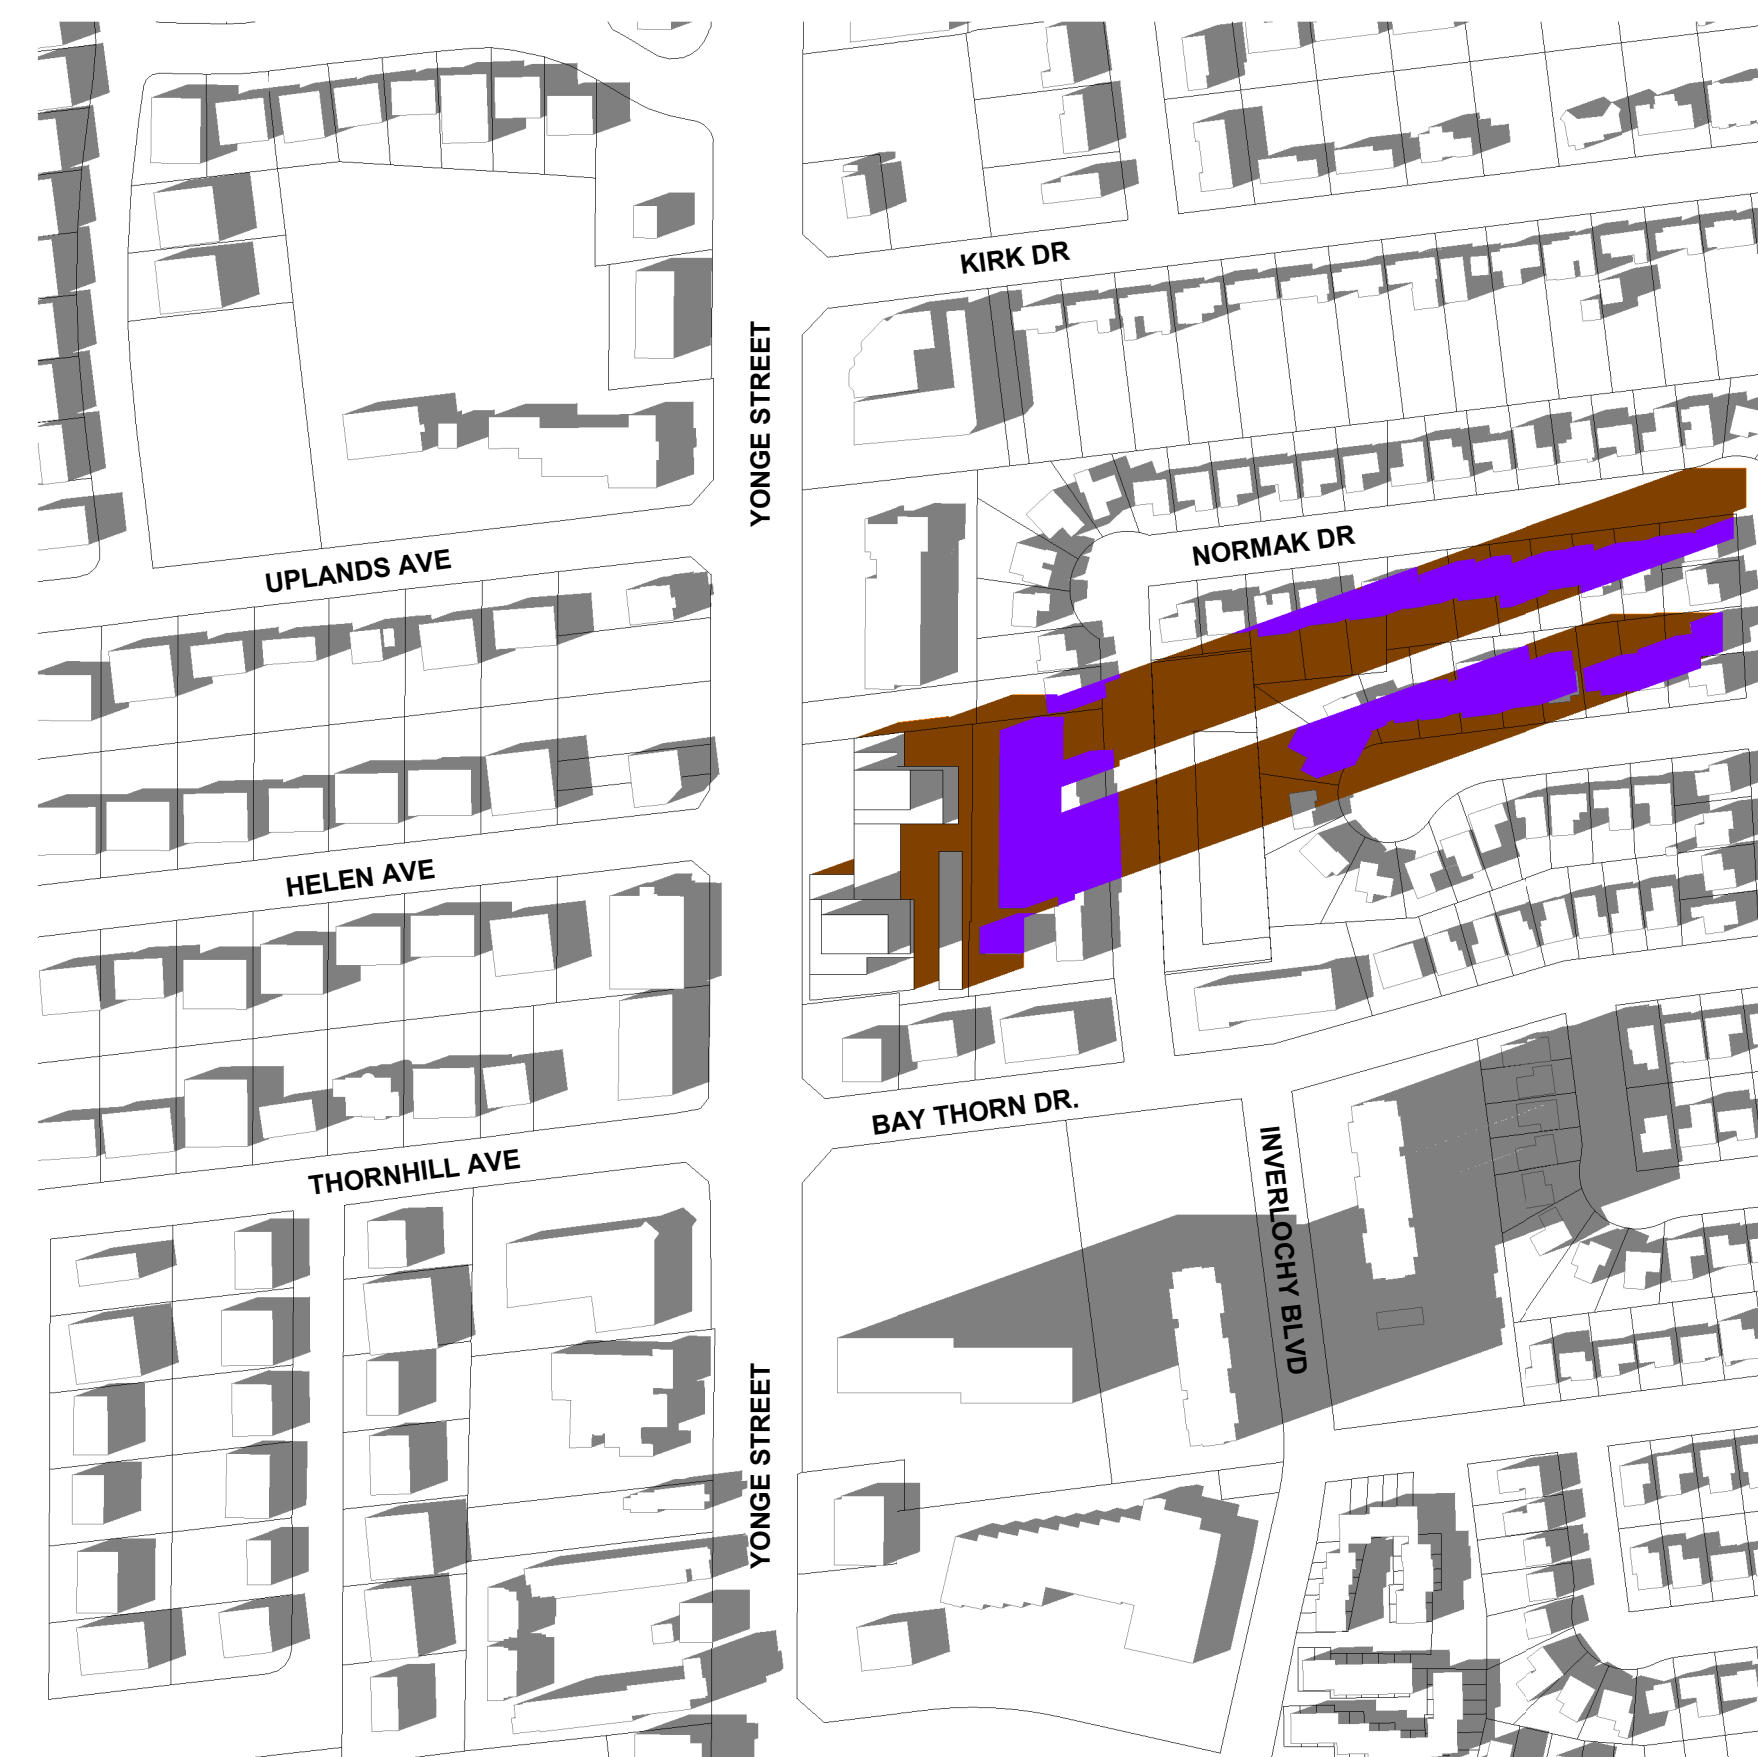 KIRK DR
YONGE STREET
NORMAK DR
UPLANDS AVE
HELEN AVE
BAY THORN DR.
THORNHILL AVE
INVERLOCHY BLVD
YONGE STREET